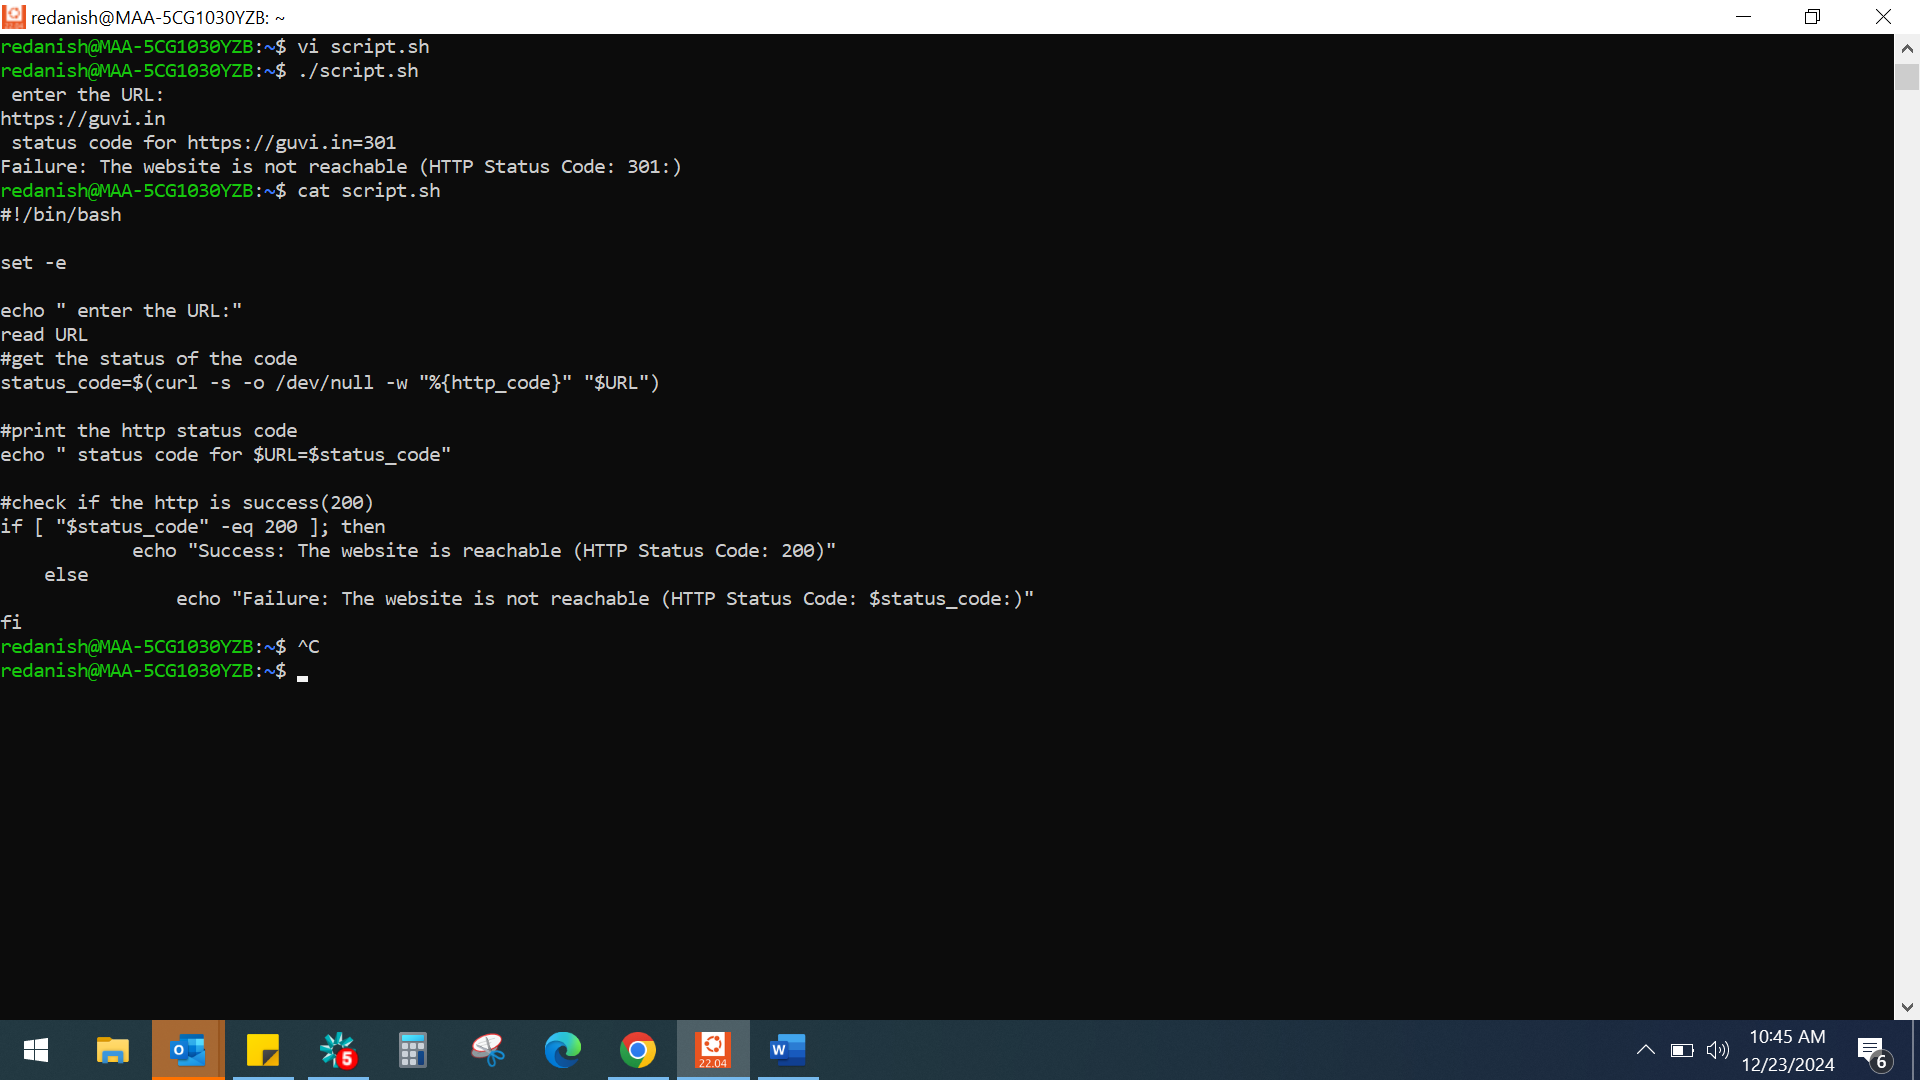 redanish@MAA-5CG1030YZB: ~
redanish@MAA-5CG1030YZB:~$ vi script.sh
redanish@MAA-5CG1030YZB:~$ ./script.sh
 enter the URL:
https://guvi.in
 status code for https://guvi.in=301
Failure: The website is not reachable (HTTP Status Code: 301:)
redanish@MAA-5CG1030YZB:~$ cat script.sh
#!/bin/bash

set -e

echo " enter the URL:"
read URL
#get the status of the code
status_code=$(curl -s -o /dev/null -w "%{http_code}" "$URL")

#print the http status code
echo " status code for $URL=$status_code"

#check if the http is success(200)
if [ "$status_code" -eq 200 ]; then
            echo "Success: The website is reachable (HTTP Status Code: 200)"
    else
                echo "Failure: The website is not reachable (HTTP Status Code: $status_code:)"
fi
redanish@MAA-5CG1030YZB:~$ ^C
redanish@MAA-5CG1030YZB:~$
5
22.04
10:45 AM
12/23/2024
6